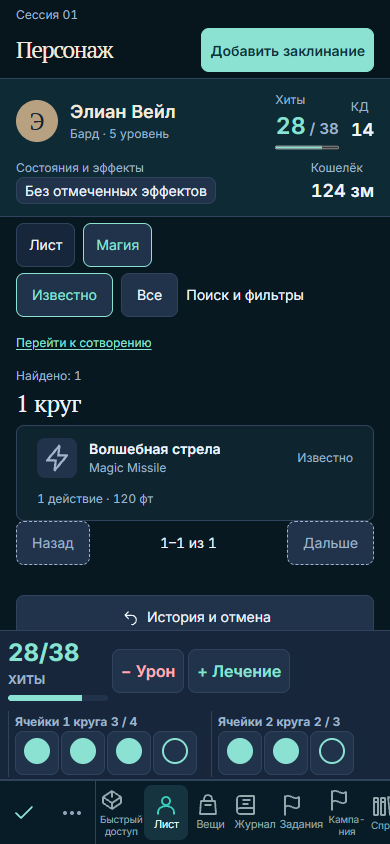 Сессия 01
Персонаж
Добавить заклинание
Э
Элиан Вейл
Бард · 5 уровень
Хиты
28 / 38
КД
14
Состояния и эффекты
Без отмеченных эффектов
Кошелёк
124 зм
Лист
Магия
Известно
Все
Поиск и фильтры
Перейти к сотворению
Найдено: 1
1 круг
Волшебная стрела
Magic Missile
Известно
1 действие · 120 фт
Назад
1–1 из 1
Дальше
История и отмена
28/38
ХИТЫ
− Урон
+ Лечение
Ячейки 1 круга 3 / 4
Ячейки 2 круга 2 / 3
Быстрый
доступ
Лист
Вещи
Журнал
Задания
Кампа-
ния
Спр